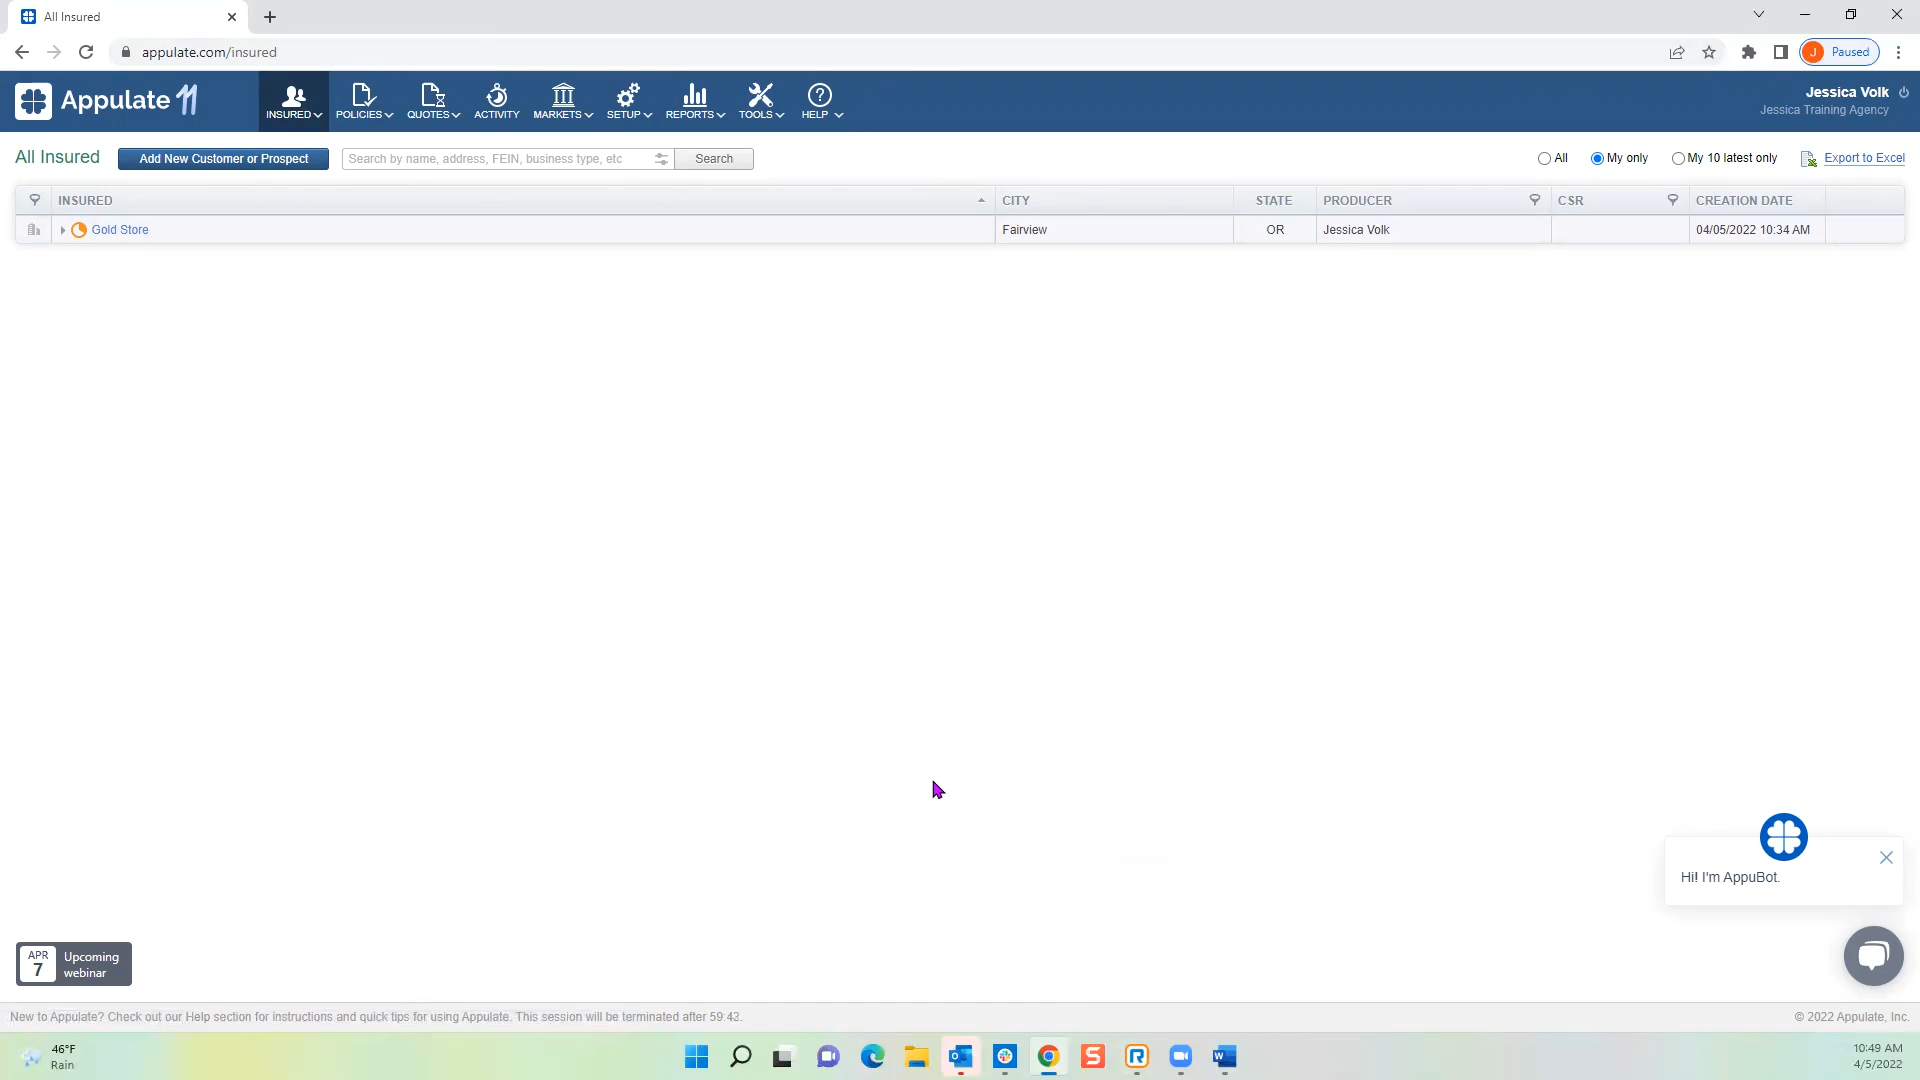 All Insured
appulate.com/insured
J Paused
Appulate 11
INSURED
POLICIES
QUOTES
ACTIVITY
MARKETS
SETUP
REPORTS
TOOLS
HELP
Jessica Volk
Jessica Training Agency
All Insured
Add New Customer or Prospect
Search by name, address, FEIN, business type, etc
Search
All
My only
My 10 latest only
Export to Excel
INSURED CITY STATE PRODUCER CSR CREATION DATE
Gold Store Fairview OR Jessica Volk 04/05/2022 10:34 AM
Hi! I'm AppuBot.
APR
7
Upcoming
webinar
New to Appulate? Check out our Help section for instructions and quick tips for using Appulate. This session will be terminated after 59:42.
© 2022 Appulate, Inc.
46°F
Rain
10:49 AM
4/5/2022